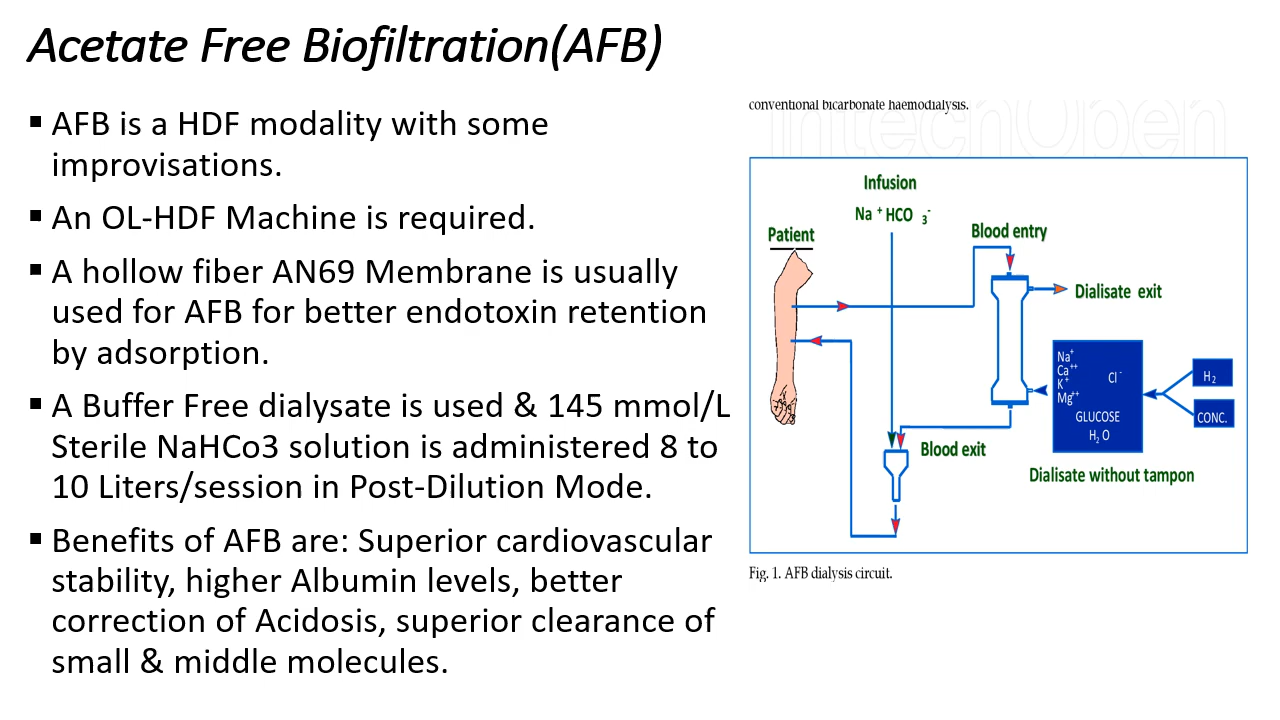 Acetate Free Biofiltration(AFB)
▪ AFB is a HDF modality with some
improvisations.
▪ An OL-HDF Machine is required.
▪ A hollow fiber AN69 Membrane is usually
used for AFB for better endotoxin retention
by adsorption.
▪ A Buffer Free dialysate is used & 145 mmol/L
Sterile NaHCo3 solution is administered 8 to
10 Liters/session in Post-Dilution Mode.
▪ Benefits of AFB are: Superior cardiovascular
stability, higher Albumin levels, better
correction of Acidosis, superior clearance of
small & middle molecules.
conventional bicarbonate haemodialysis.
IntechOpen
Infusion
Na + HCO 3 -
Patient
Blood entry
Dialisate exit
Na+
Ca++
K+
Mg++
Cl -
GLUCOSE
H2 O
H2
CONC.
Blood exit
Dialisate without tampon
Fig. 1. AFB dialysis circuit.